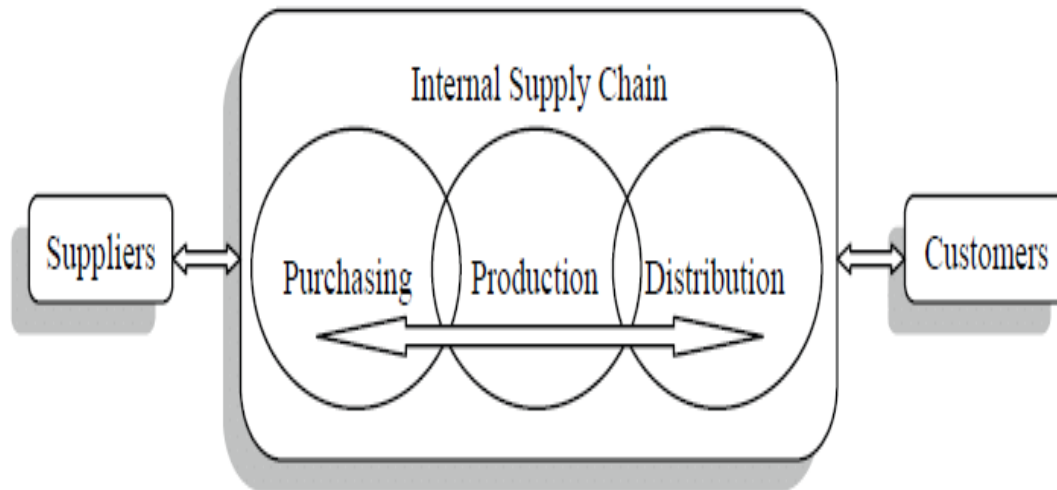 Internal Supply Chain
Suppliers
Purchasing
Production
Distribution
Customers